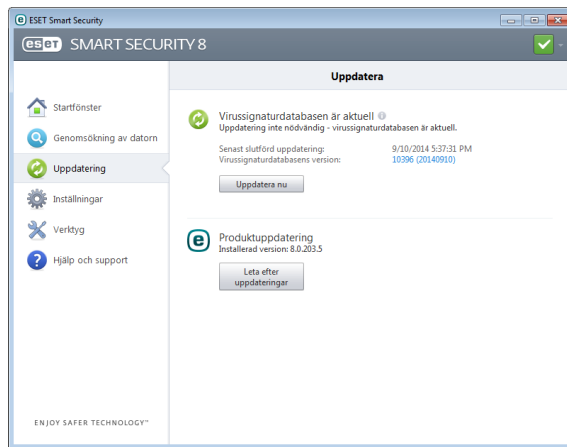 ESET Smart Security
eseT SMART SECURITY 8
Uppdatera
Startfönster
Genomsökning av datorn
Uppdatering
Inställningar
Verktyg
Hjälp och support
Virussignaturdatabasen är aktuell
Uppdatering inte nödvändig - virussignaturdatabasen är aktuell.
Senast slutförd uppdatering: 9/10/2014 5:37:31 PM
Virussignaturdatabasens version: 10396 (20140910)
Uppdatera nu
Produktuppdatering
Installerad version: 8.0.203.5
Leta efter
uppdateringar
ENJOY SAFER TECHNOLOGY™